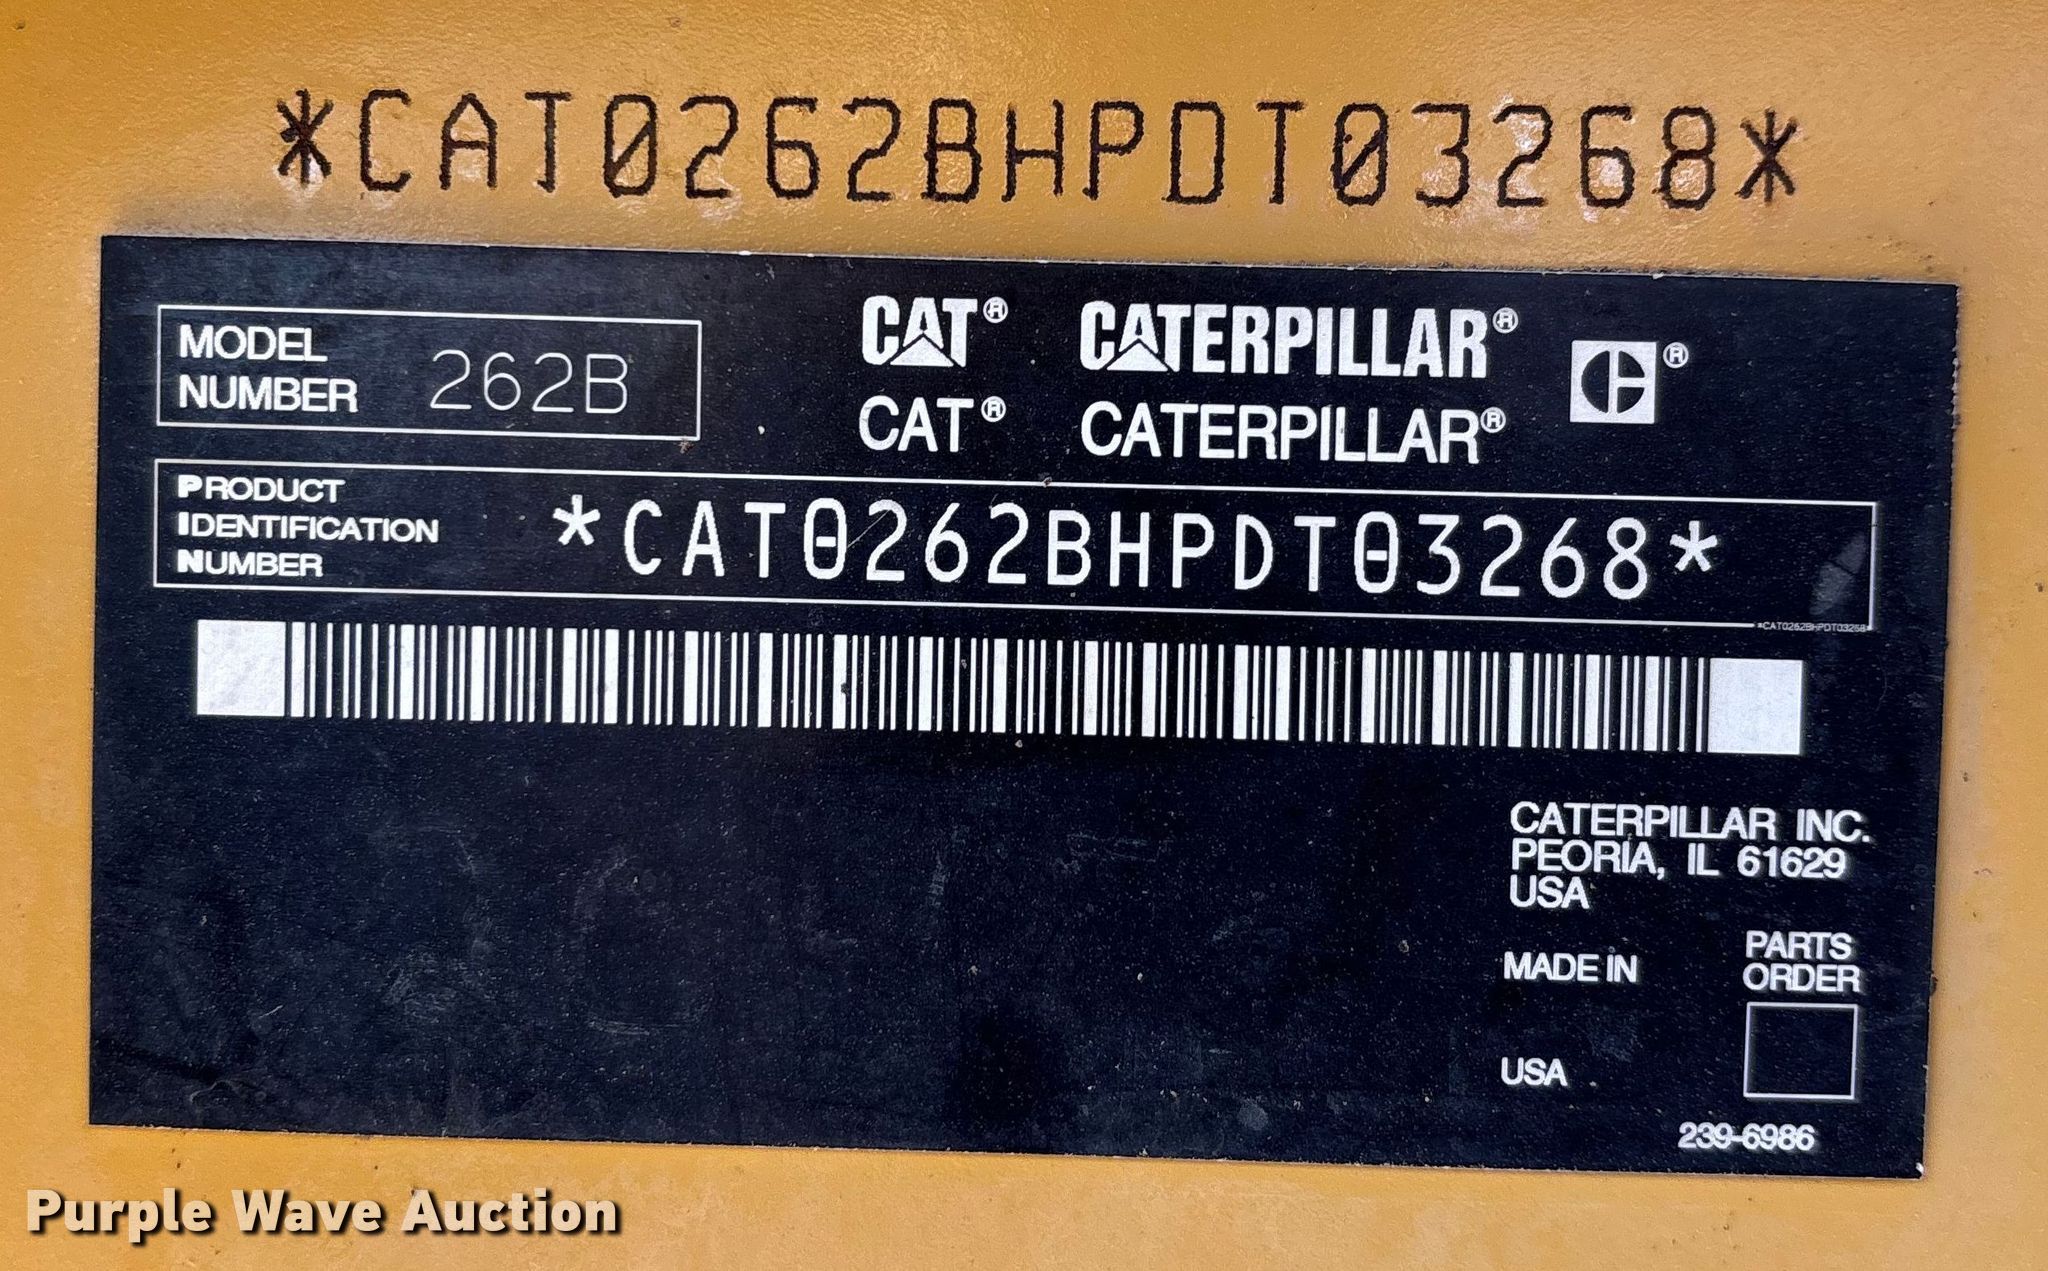 *CAT0262BHPDT03268*
MODEL
NUMBER
262B
CAT® CATERPILLAR®
CAT® CATERPILLAR®
®
PRODUCT
IDENTIFICATION
NUMBER
*CAT0262BHPDT03268*
*CAT0262BHPDT03268*
CATERPILLAR INC.
PEORIA, IL 61629
USA
MADE IN
USA
PARTS
ORDER
239-6986
Purple Wave Auction